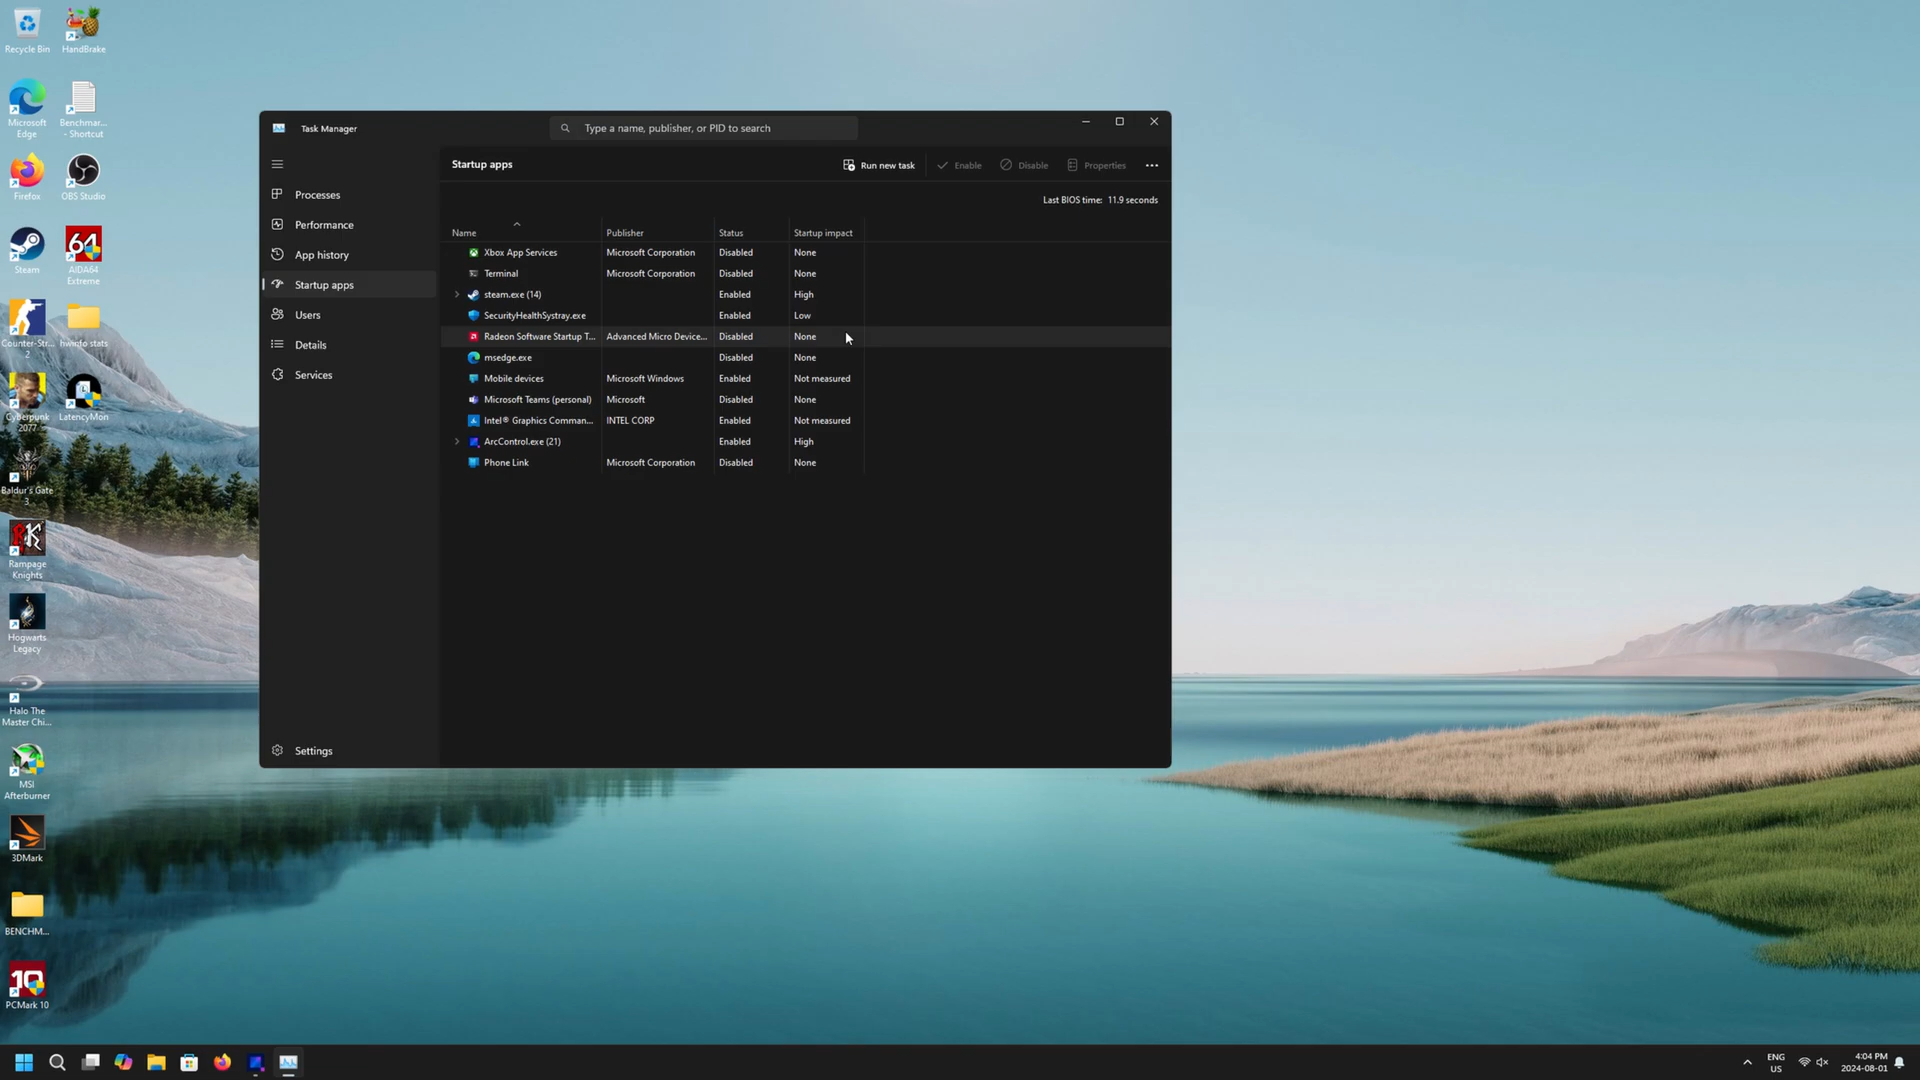 Recycle Bin
HandBrake
Microsoft
Edge
Benchmar...
- Shortcut
Firefox
OBS Studio
Steam
64
AIDA64
Extreme
Counter-Str...
2
hwinfo stats
Cyberpunk
2077
LatencyMon
Baldur's Gate
3
Rampage
Knights
Hogwarts
Legacy
Halo The
Master Chi...
MSI
Afterburner
3DMark
BENCHM...
10
PCMark 10
Task Manager
Type a name, publisher, or PID to search
Processes
Performance
App history
Startup apps
Users
Details
Services
Settings
Startup apps
Run new task
Enable
Disable
Properties
Last BIOS time: 11.9 seconds
Name Publisher Status Startup impact
Xbox App Services Microsoft Corporation Disabled None
Terminal Microsoft Corporation Disabled None
steam.exe (14) Enabled High
SecurityHealthSystray.exe Enabled Low
Radeon Software Startup T... Advanced Micro Device... Disabled None
msedge.exe Disabled None
Mobile devices Microsoft Windows Enabled Not measured
Microsoft Teams (personal) Microsoft Disabled None
Intel® Graphics Comman... INTEL CORP Enabled Not measured
ArcControl.exe (21) Enabled High
Phone Link Microsoft Corporation Disabled None
ENG
US
4:04 PM
2024-08-01